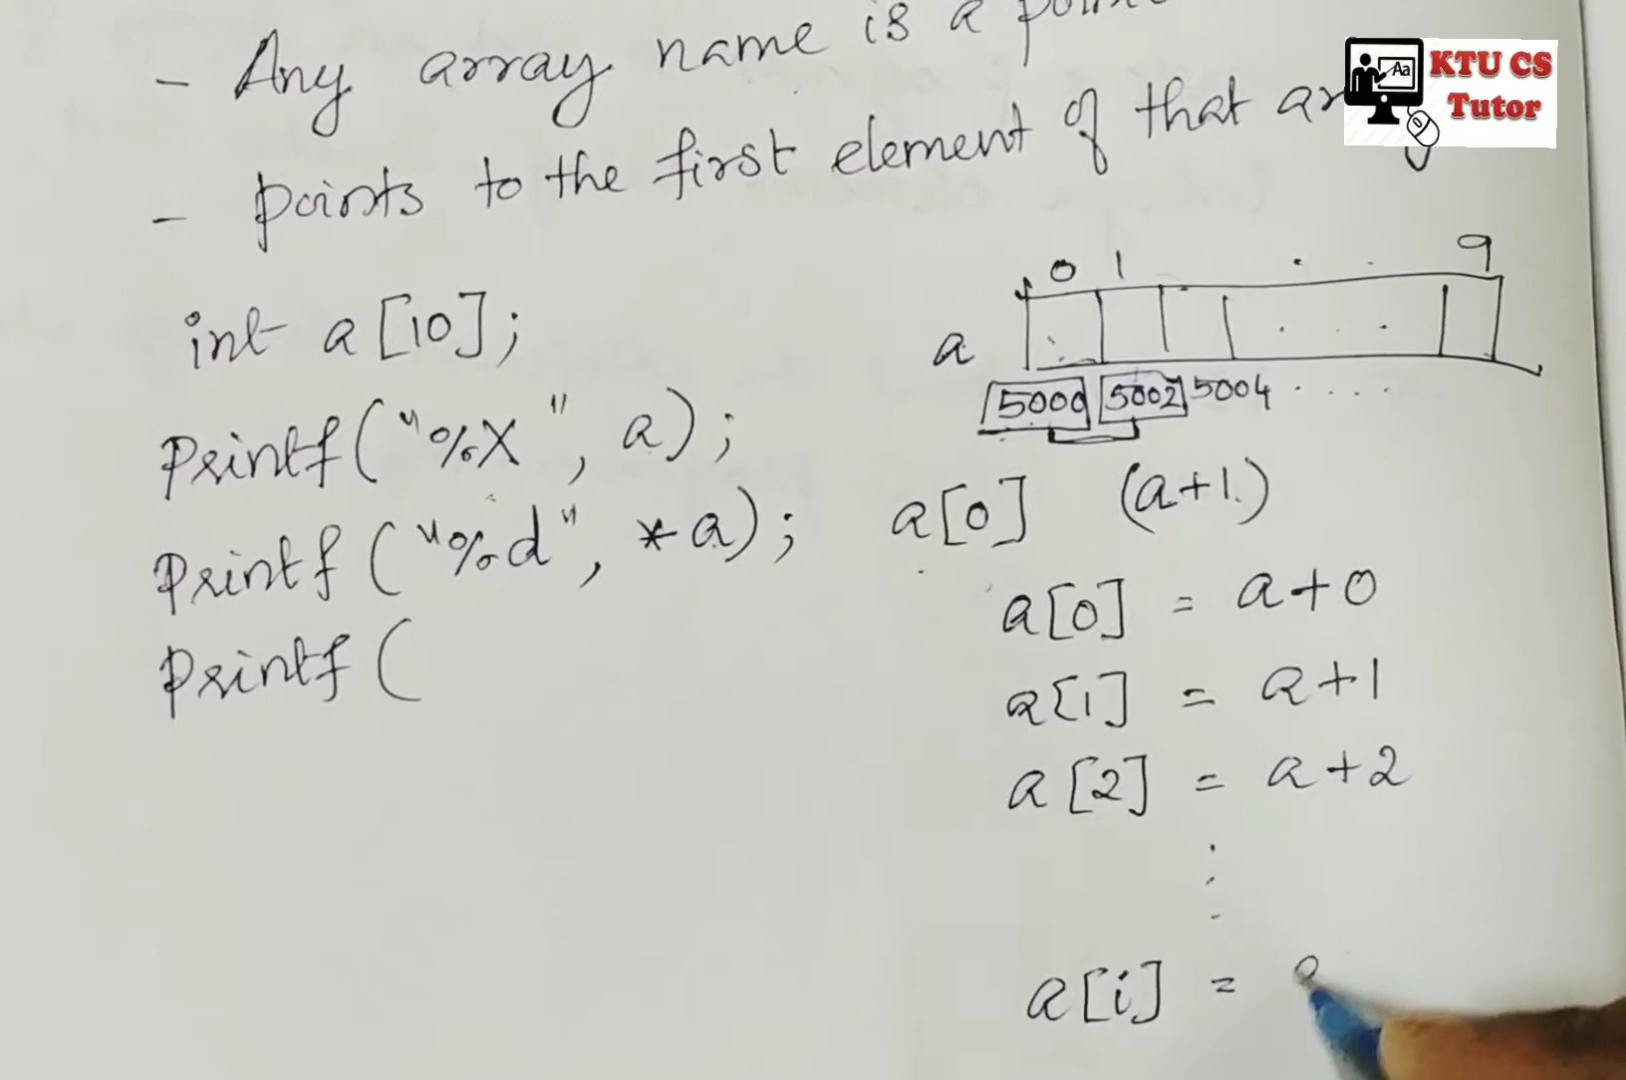 - Any array name is a
- points to the first element of that
int a[10];
printf("%X", a);
printf("%d", *a);
printf(
KTU CS
Tutor
Aa
0 1 . . 9
a
5000 5002 5004 . . . .
a[0] (a+1)
a[0] = a+0
a[1] = a+1
a[2] = a+2
a[i] =